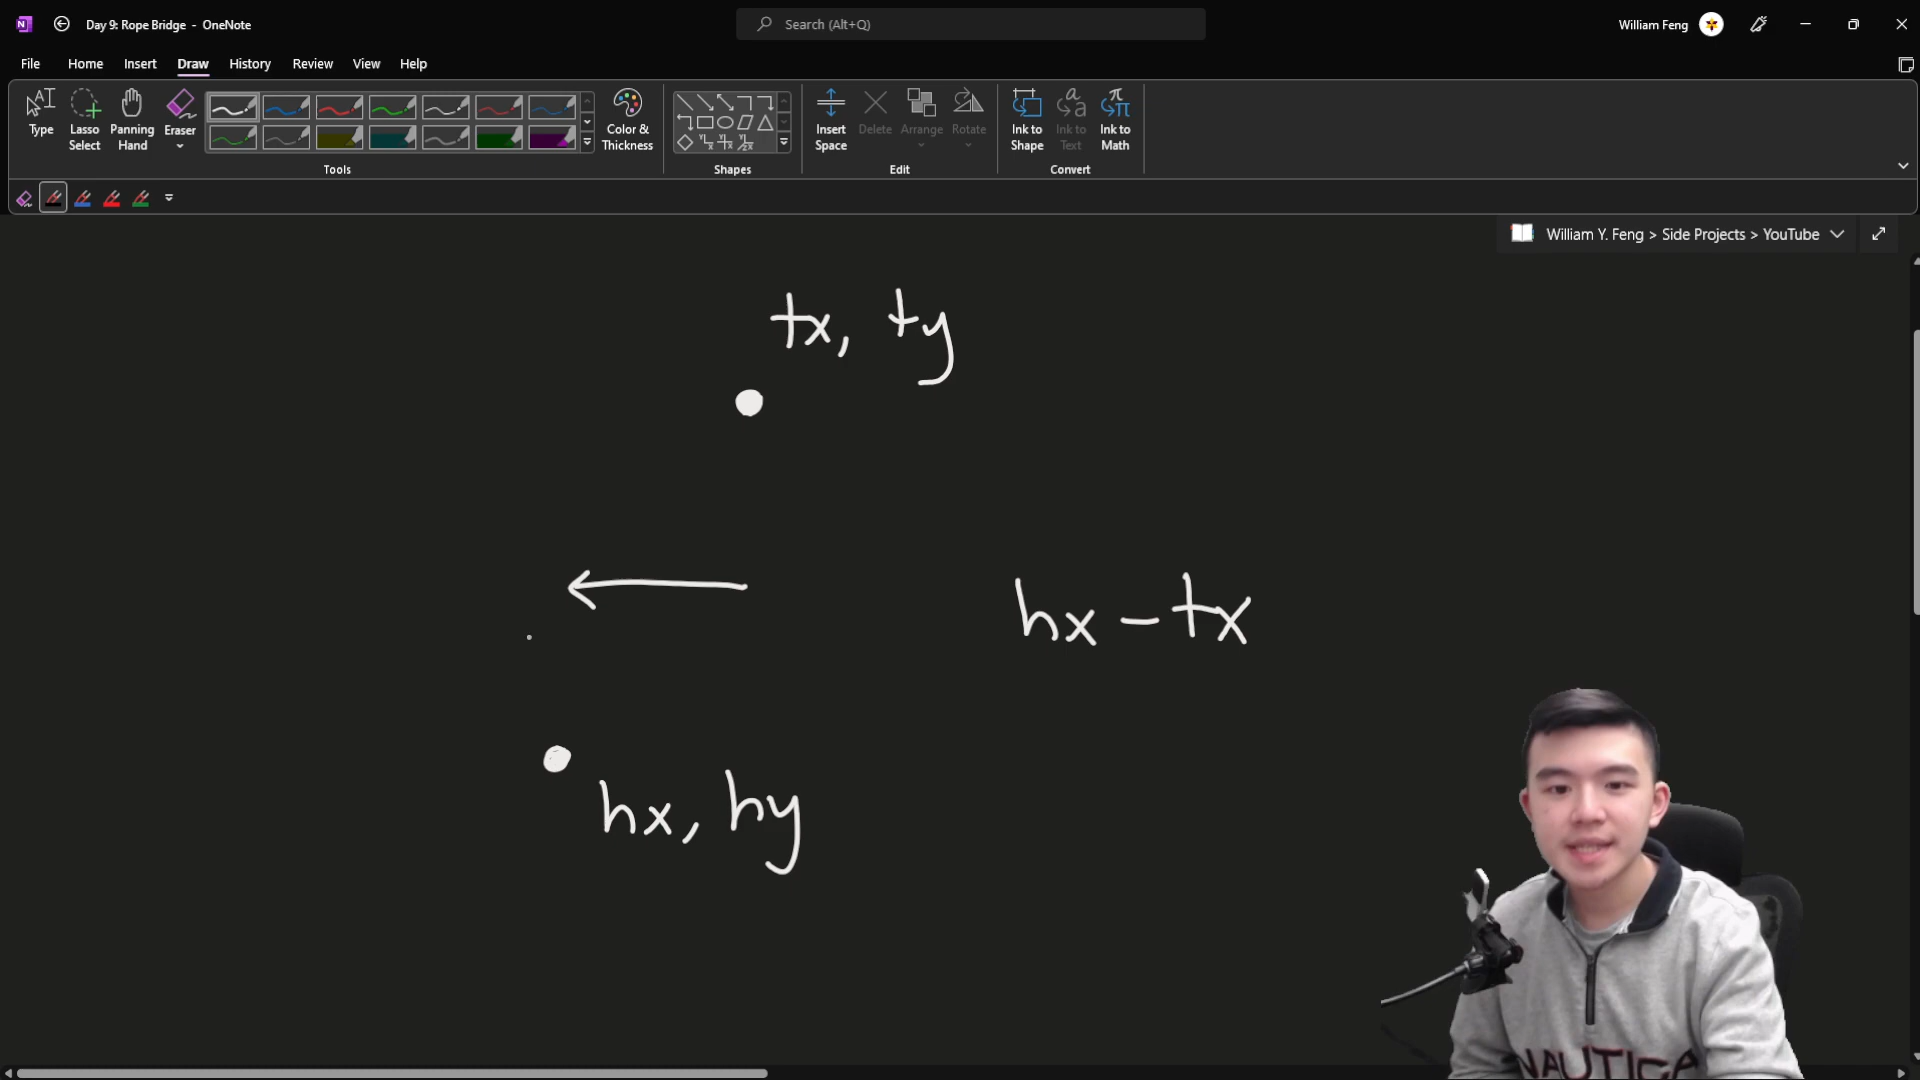 Day 9: Rope Bridge - OneNote
Search (Alt+Q)
William Feng
File Home Insert Draw History Review View Help
Type
Lasso Select
Panning Hand
Eraser
Color & Thickness
Insert Space
Delete
Arrange
Rotate
Ink to Shape
Ink to Text
Ink to Math
Tools
Shapes
Edit
Convert
William Y. Feng > Side Projects > YouTube
tx, ty
hx - tx
hx, hy
NAUTICA